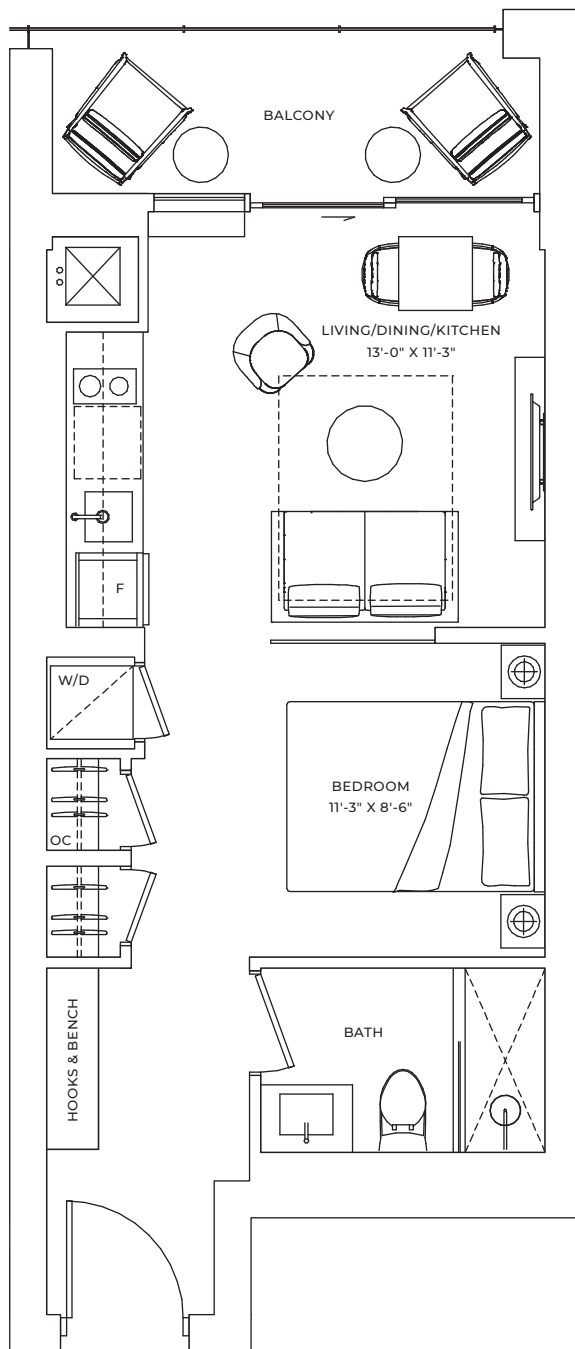 BALCONY
LIVING/DINING/KITCHEN
13'-0" X 11'-3"
F
W/D
BEDROOM
11'-3" X 8'-6"
OC
HOOKS & BENCH
BATH